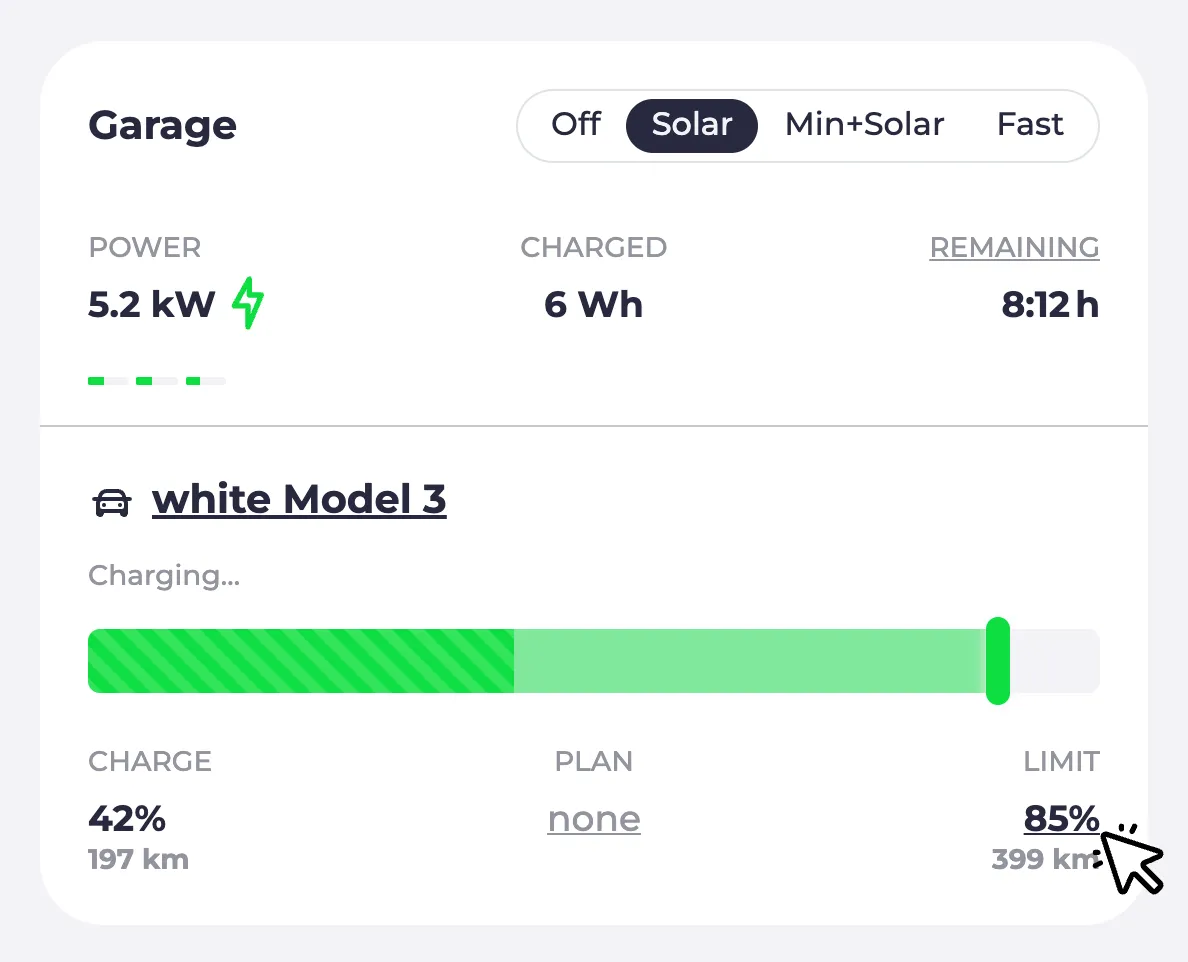 Garage
Off Solar Min+Solar Fast
POWER CHARGED REMAINING
5.2 kW 6 Wh 8:12 h
white Model 3
Charging...
CHARGE PLAN LIMIT
42% none 85%
197 km 399 km